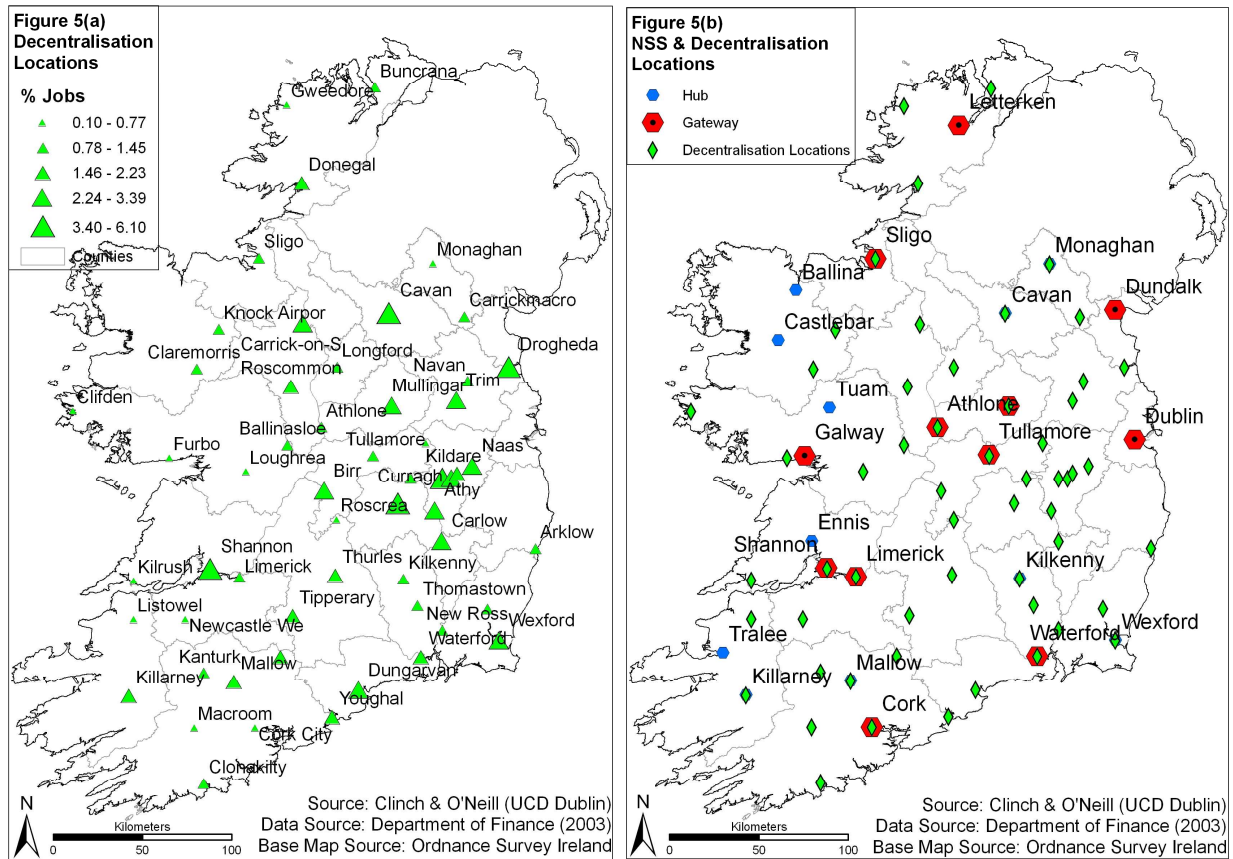 Figure 5(a)
Decentralisation
Locations
% Jobs
0.10 - 0.77
0.78 - 1.45
1.46 - 2.23
2.24 - 3.39
3.40 - 6.10
Counties
Buncrana
Gweedore
Donegal
Sligo
Monaghan
Cavan
Carrickmacro
Knock Airpor
Drogheda
Carrick-on-S
Longford
Claremorris
Roscommon
Navan
Mullingar
Trim
Clifden
Athlone
Ballinasloe
Tullamore
Naas
Furbo
Loughrea
Birr
Kildare
Curragh
Athy
Roscrea
Carlow
Arklow
Shannon
Thurles
Kilkenny
Kilrush
Limerick
Thomastown
Listowel
Tipperary
New Ross
Newcastle We
Wexford
Waterford
Kanturk
Mallow
Dungarvan
Killarney
Youghal
Macroom
Cork City
Clonakilty
N
Kilometers
0 50 100
Source: Clinch & O'Neill (UCD Dublin)
Data Source: Department of Finance (2003)
Base Map Source: Ordnance Survey Ireland
Figure 5(b)
NSS & Decentralisation
Locations
Hub
Gateway
Decentralisation Locations
Letterken
Sligo
Monaghan
Ballina
Dundalk
Cavan
Castlebar
Tuam
Athlone
Dublin
Galway
Tullamore
Ennis
Shannon
Limerick
Kilkenny
Tralee
Waterford
Wexford
Killarney
Mallow
Cork
N
Kilometers
0 50 100
Source: Clinch & O'Neill (UCD Dublin)
Data Source: Department of Finance (2003)
Base Map Source: Ordnance Survey Ireland